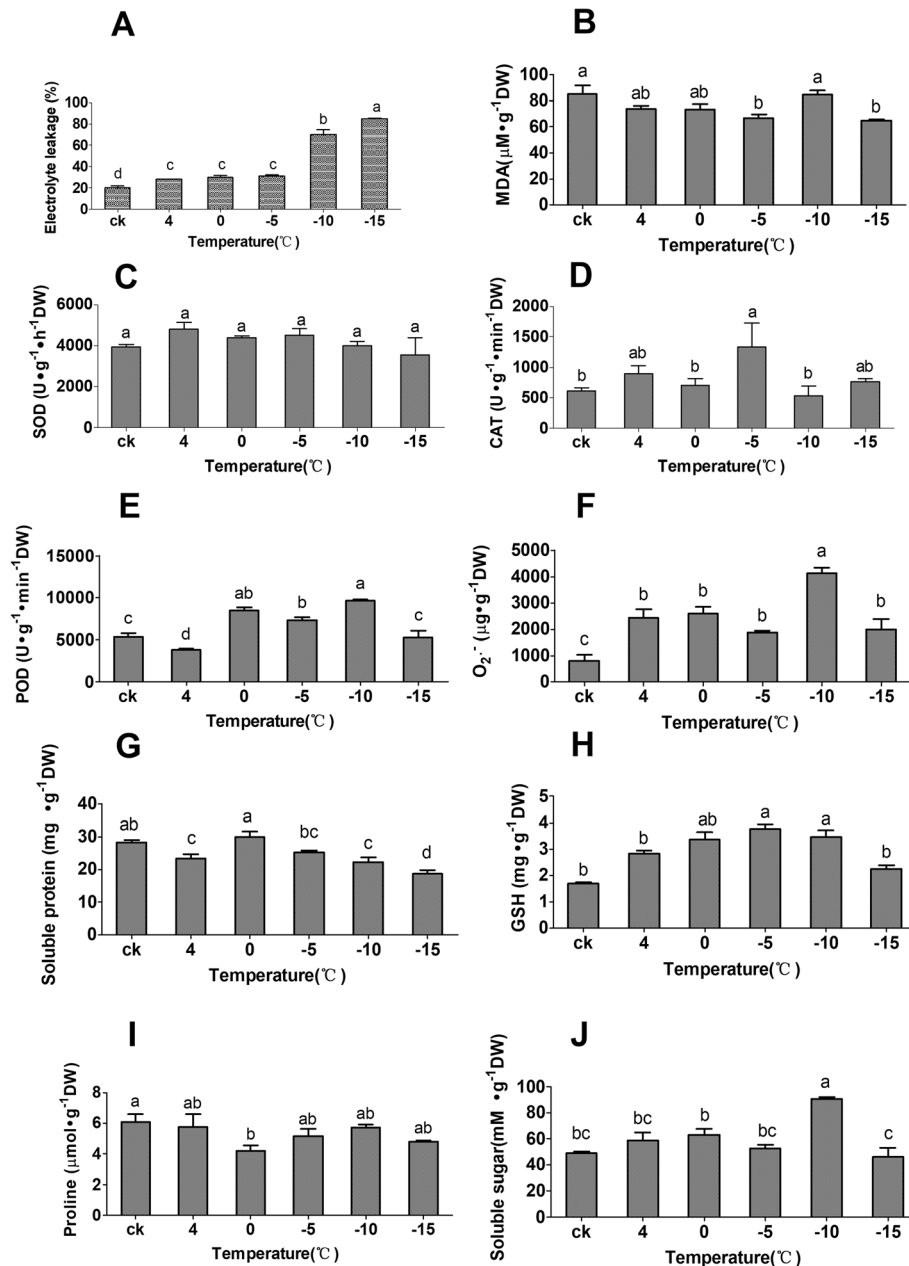 A
Electrolyte leakage (%)
100
80
60
40
20
0
d c c c b a
ck 4 0 -5 -10 -15
Temperature(℃)
B
MDA(μM•g⁻¹DW)
100
80
60
40
20
0
a ab ab b a b
ck 4 0 -5 -10 -15
Temperature(℃)
C
SOD (U•g⁻¹•h⁻¹DW)
6000
4000
2000
0
a a a a a a
ck 4 0 -5 -10 -15
Temperature(℃)
D
CAT (U•g⁻¹•min⁻¹DW)
2000
1500
1000
500
0
b ab b a b ab
ck 4 0 -5 -10 -15
Temperature(℃)
E
POD (U•g⁻¹•min⁻¹DW)
15000
10000
5000
0
c d ab b a c
ck 4 0 -5 -10 -15
Temperature(℃)
F
O₂·⁻ (μg•g⁻¹DW)
5000
4000
3000
2000
1000
0
c b b b a b
ck 4 0 -5 -10 -15
Temperature(℃)
G
Soluble protein (mg •g⁻¹DW)
40
30
20
10
0
ab c a bc c d
ck 4 0 -5 -10 -15
Temperature(℃)
H
GSH (mg•g⁻¹DW)
5
4
3
2
1
0
b b ab a a b
ck 4 0 -5 -10 -15
Temperature(℃)
I
Proline (μmol•g⁻¹DW)
8
6
4
2
0
a ab b ab ab ab
ck 4 0 -5 -10 -15
Temperature(℃)
J
Soluble sugar(mM •g⁻¹DW)
100
80
60
40
20
0
bc bc b bc a c
ck 4 0 -5 -10 -15
Temperature(℃)